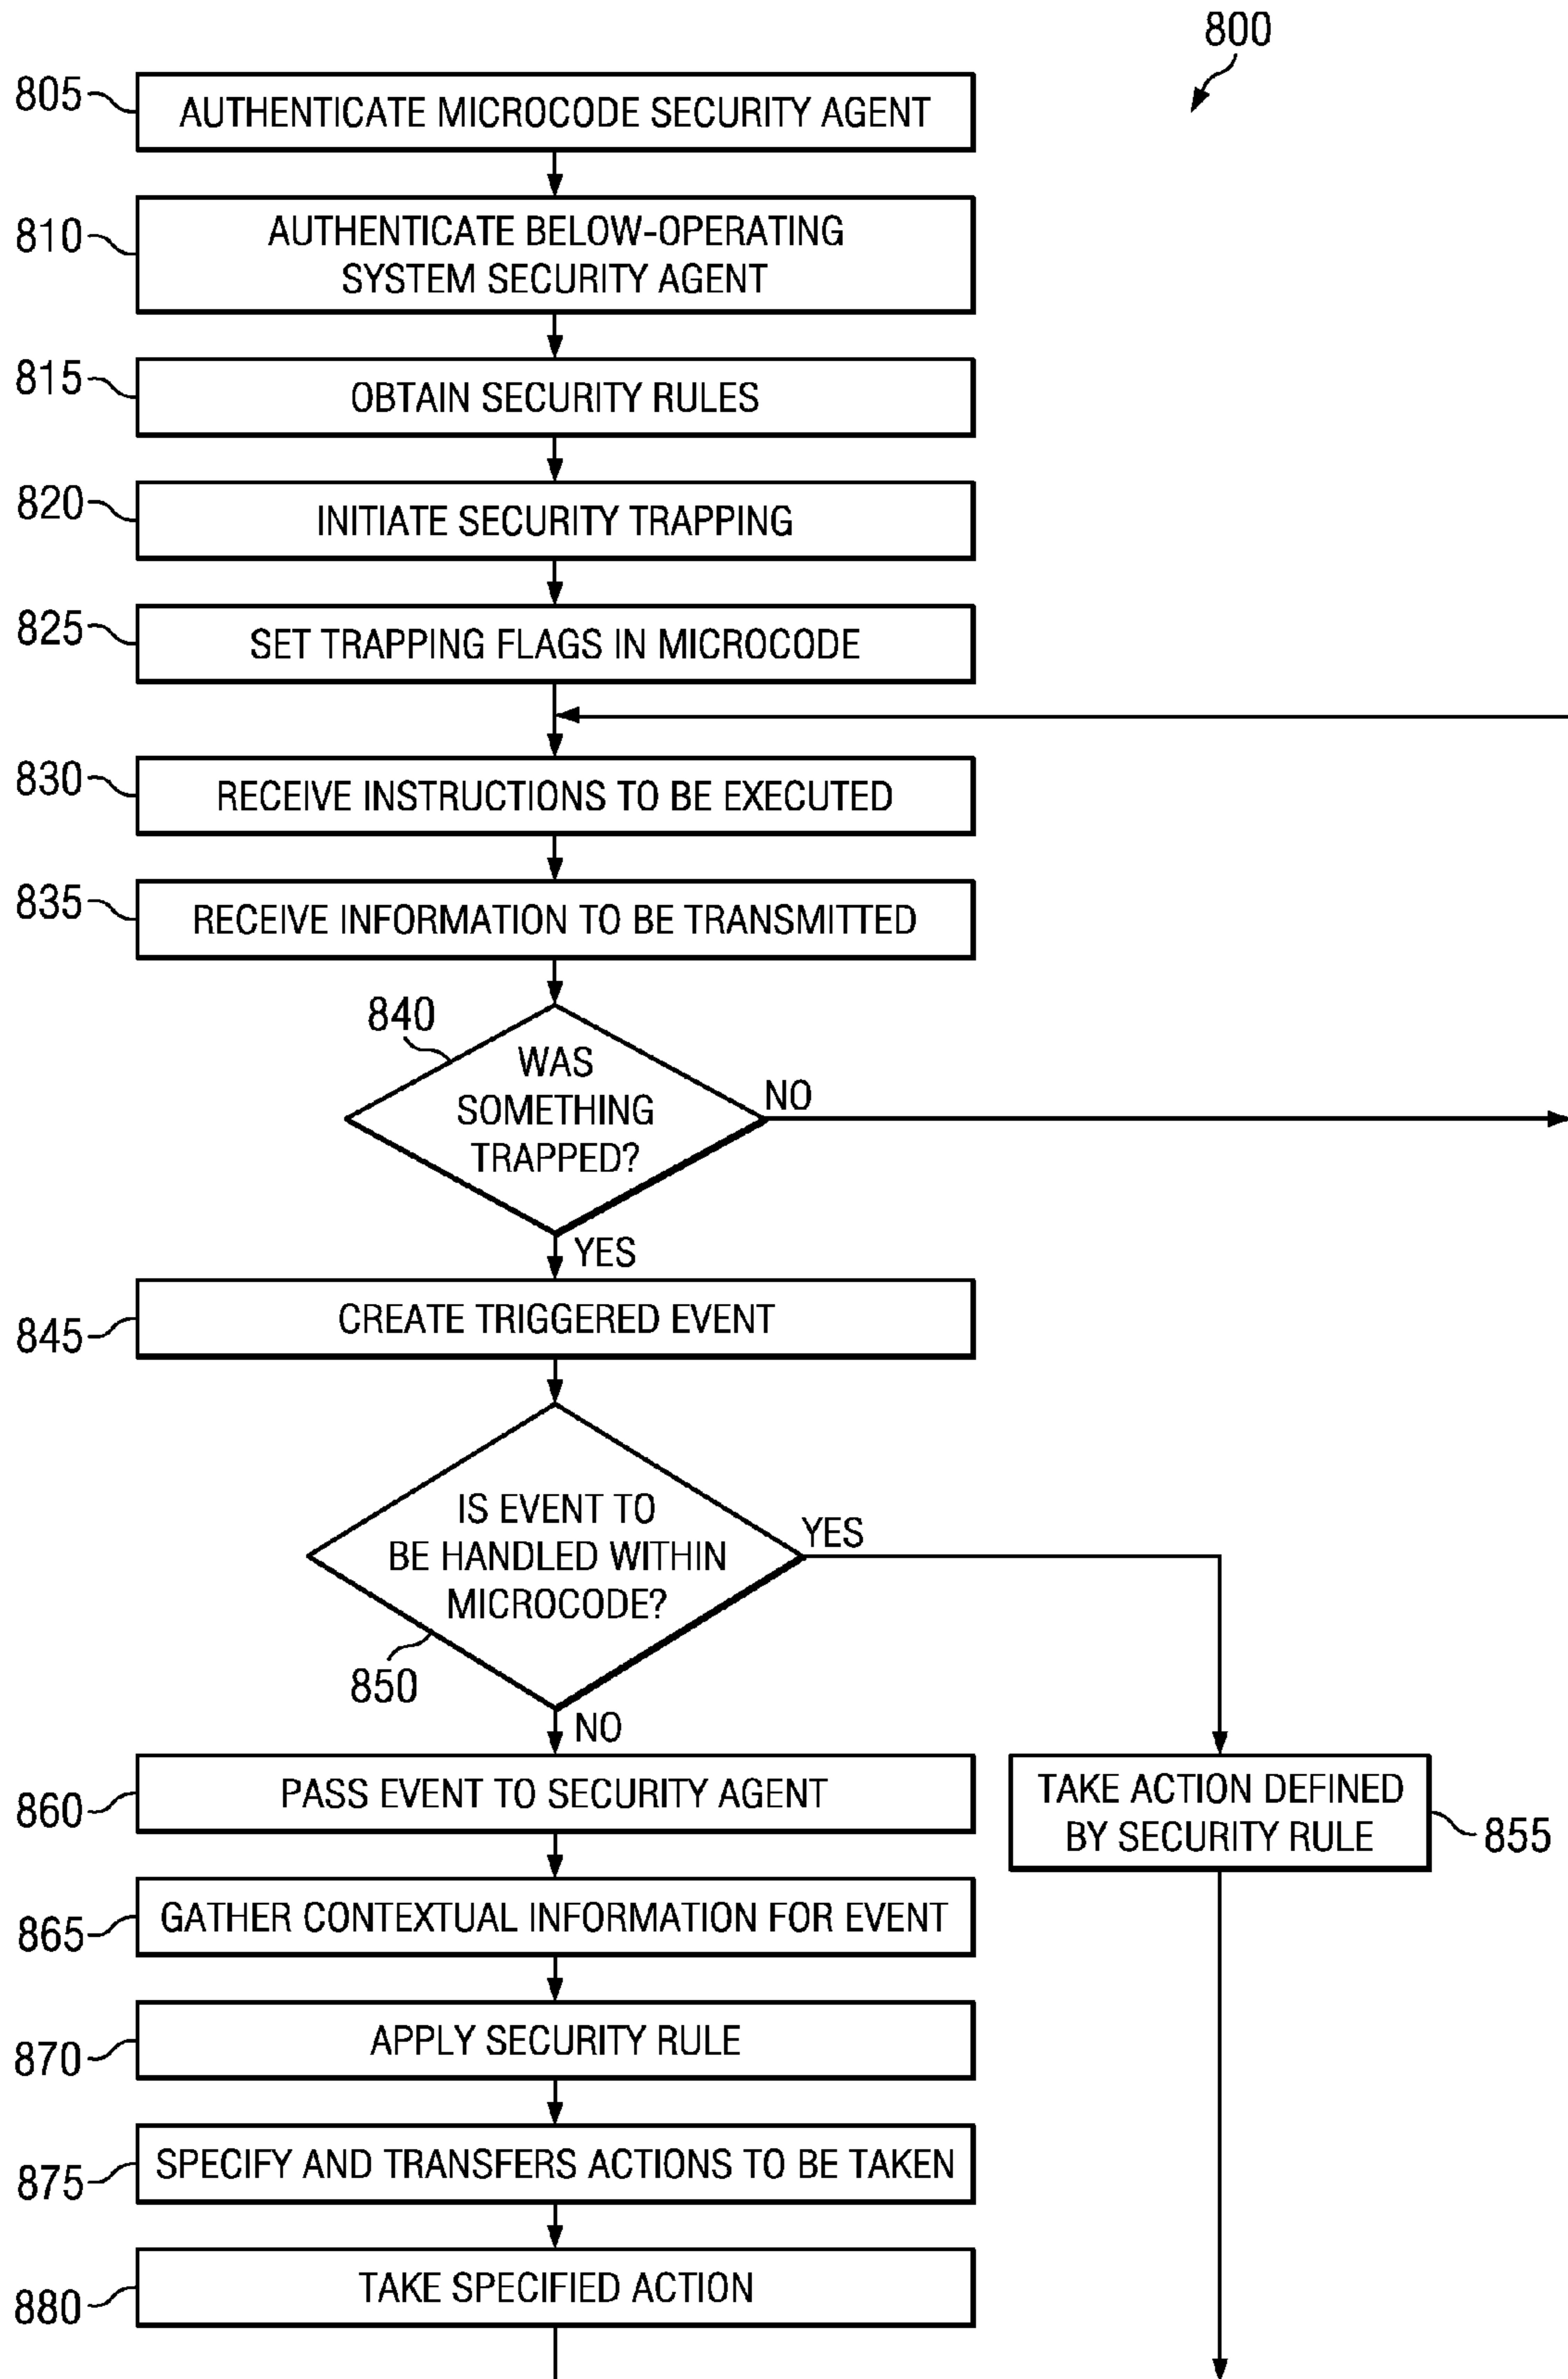 800
805
AUTHENTICATE MICROCODE SECURITY AGENT
810
AUTHENTICATE BELOW-OPERATING
SYSTEM SECURITY AGENT
815
OBTAIN SECURITY RULES
820
INITIATE SECURITY TRAPPING
825
SET TRAPPING FLAGS IN MICROCODE
830
RECEIVE INSTRUCTIONS TO BE EXECUTED
835
RECEIVE INFORMATION TO BE TRANSMITTED
840
WAS
SOMETHING
TRAPPED?
NO
YES
845
CREATE TRIGGERED EVENT
IS EVENT TO
BE HANDLED WITHIN
MICROCODE?
YES
850
NO
860
PASS EVENT TO SECURITY AGENT
TAKE ACTION DEFINED
BY SECURITY RULE
855
865
GATHER CONTEXTUAL INFORMATION FOR EVENT
870
APPLY SECURITY RULE
875
SPECIFY AND TRANSFERS ACTIONS TO BE TAKEN
880
TAKE SPECIFIED ACTION